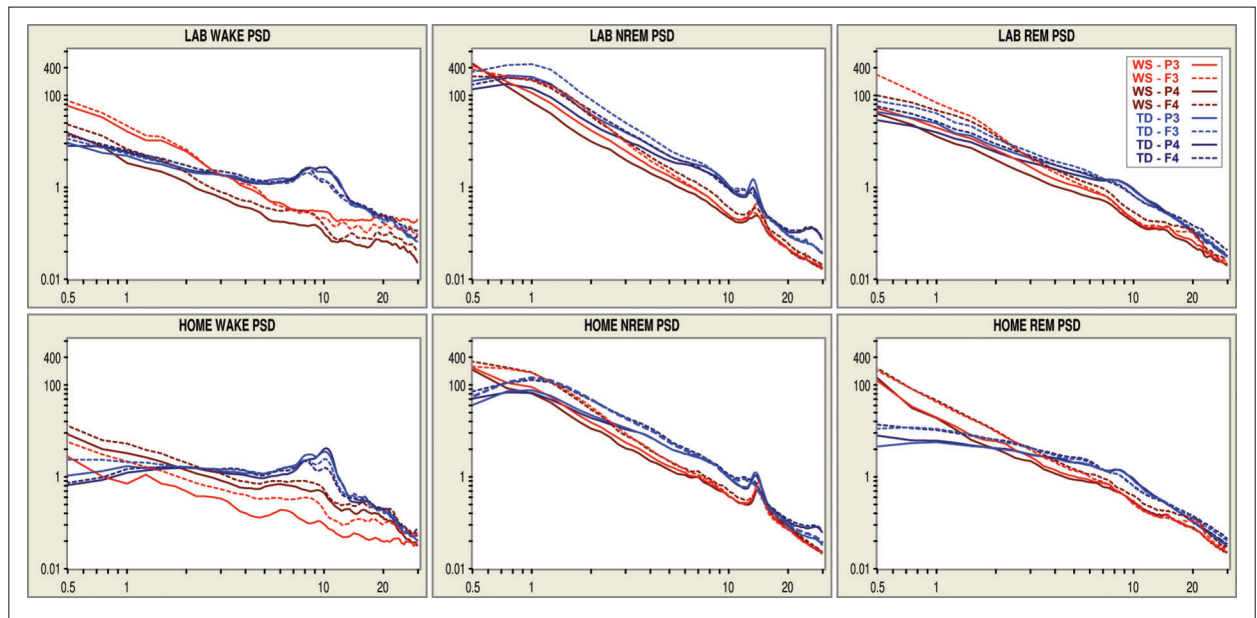 LAB WAKE PSD
400
100
1
0.01
0.5 1 10 20
LAB NREM PSD
400
100
1
0.01
0.5 1 10 20
LAB REM PSD
400
100
1
0.01
0.5 1 10 20
WS - P3
WS - F3
WS - P4
WS - F4
TD - P3
TD - F3
TD - P4
TD - F4
HOME WAKE PSD
400
100
1
0.01
0.5 1 10 20
HOME NREM PSD
400
100
1
0.01
0.5 1 10 20
HOME REM PSD
400
100
1
0.01
0.5 1 10 20